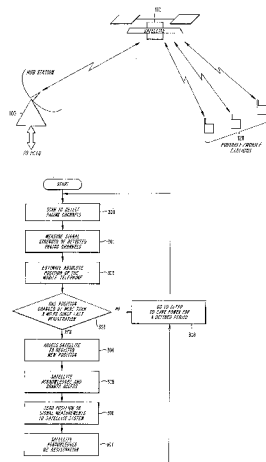 SATELLITE
HUB STATION
TO PSTN
PORTABLE/MOBILE
STATIONS
START
SCAN TO DETECT
PAGING CHANNELS
MEASURE SIGNAL
STRENGTH OF DETECTED
PAGING CHANNELS
ESTIMATE ABSOLUTE
POSITION OF THE
MOBILE TELEPHONE
HAS POSITION
CHANGED BY MORE THAN
SINCE LAST
REGISTRATION
NO
GO TO SLEEP
TO SAVE POWER FOR
A DEFINED PERIOD
YES
ACCESS SATELLITE
TO REGISTER
NEW POSITION
SATELLITE
ACKNOWLEDGES AND
GRANTS ACCESS
SEND POSITION OR
SIGNAL MEASUREMENTS
TO SATELLITE SYSTEM
SATELLITE
REGISTRATION